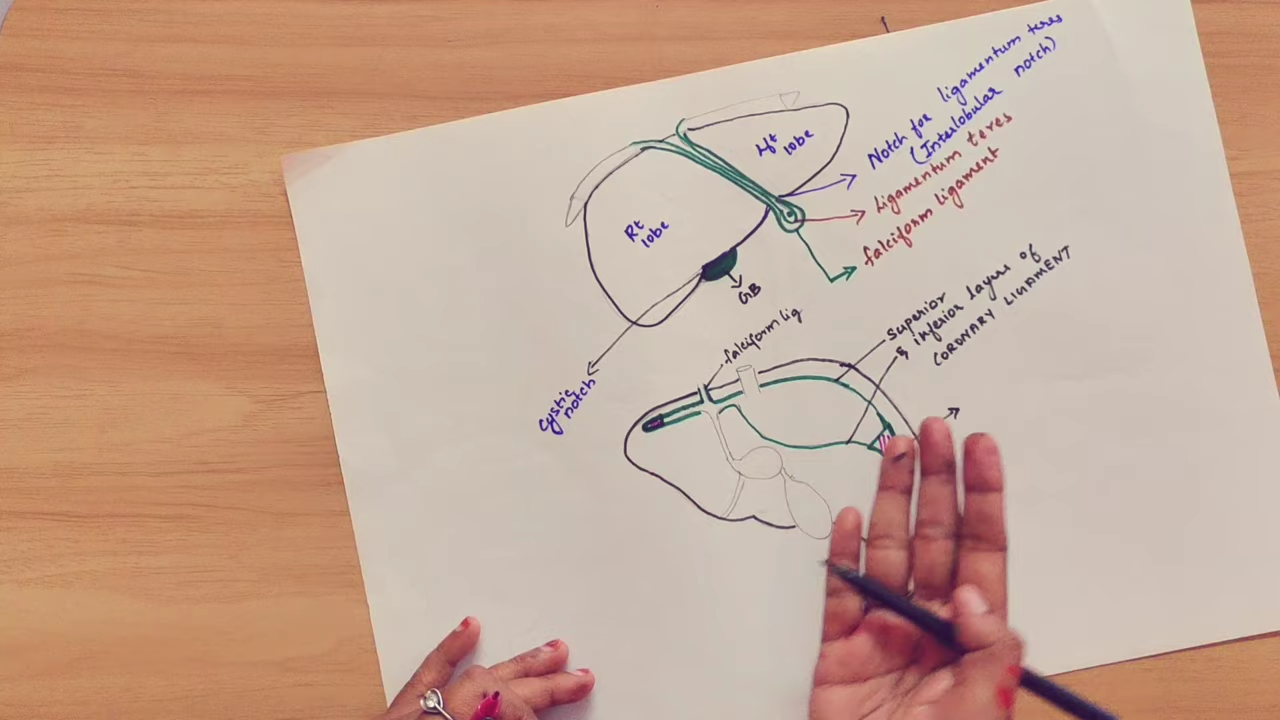 Notch for ligamentum teres
(Interlobular notch)
Lft
lobe
Ligamentum teres
falciform ligament
Rt
lobe
GB
cystic
notch
falciform lig
superior
& inferior layers of
CORONARY LIGAMENT